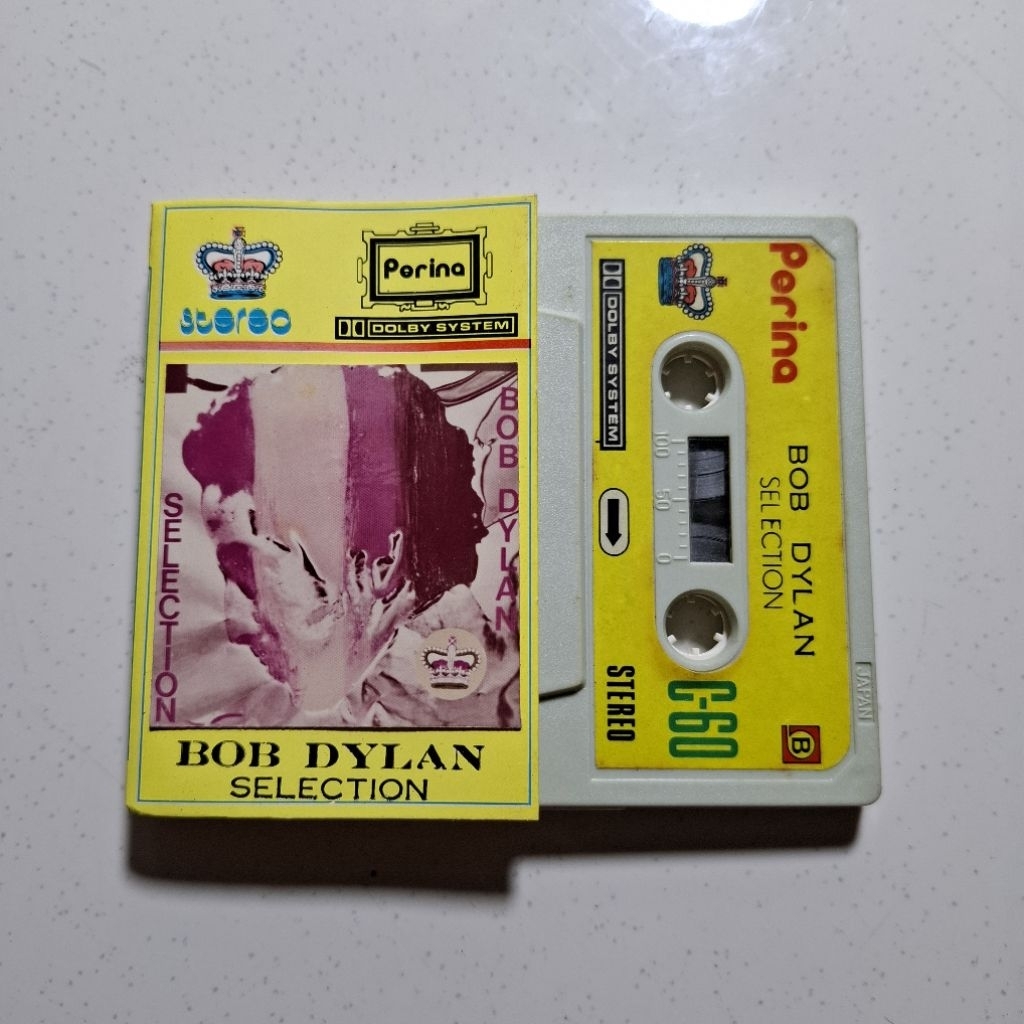 stereo
Perina
DOLBY SYSTEM
BOB DYLAN
SELECTION
BOB DYLAN
SELECTION
Perina
DOLBY SYSTEM
100 50 0
BOB DYLAN
SELECTION
STEREO
C-60
B
JAPAN